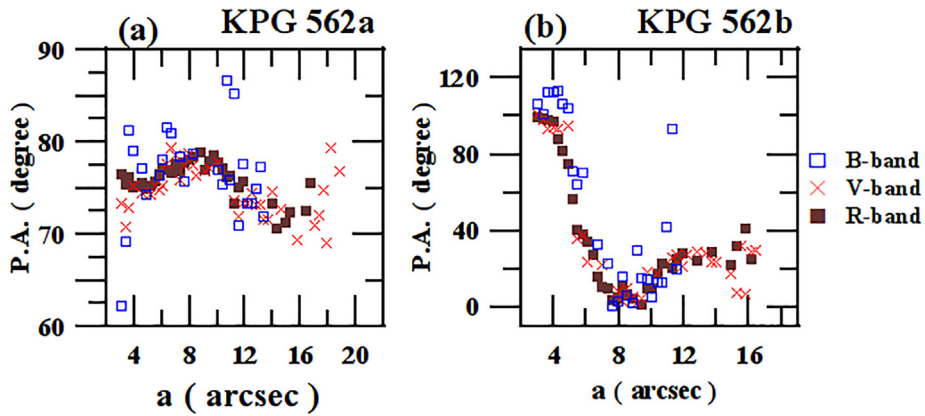 (a) KPG 562a
90
80
70
60
P.A. ( degree )
4 8 12 16 20
a ( arcsec )
(b) KPG 562b
120
80
40
0
P.A. ( degree )
4 8 12 16
a ( arcsec )
B-band
V-band
R-band